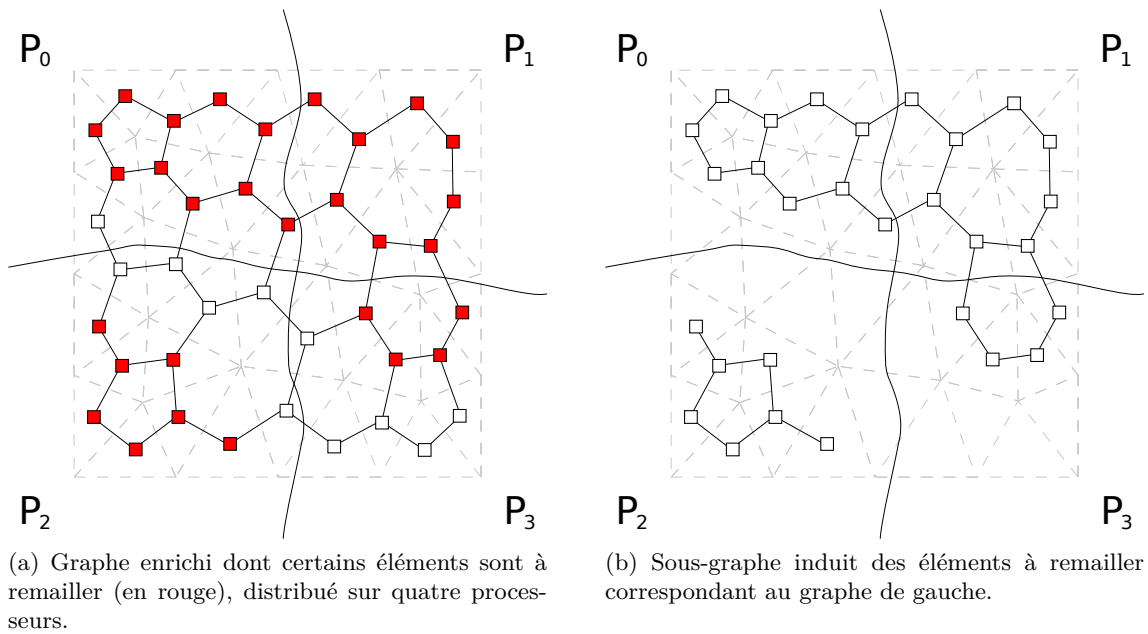 P0
P1
P0
P1
P2
P3
P2
P3
(a) Graphe enrichi dont certains éléments sont à
remailler (en rouge), distribué sur quatre proces-
seurs.
(b) Sous-graphe induit des éléments à remailler
correspondant au graphe de gauche.